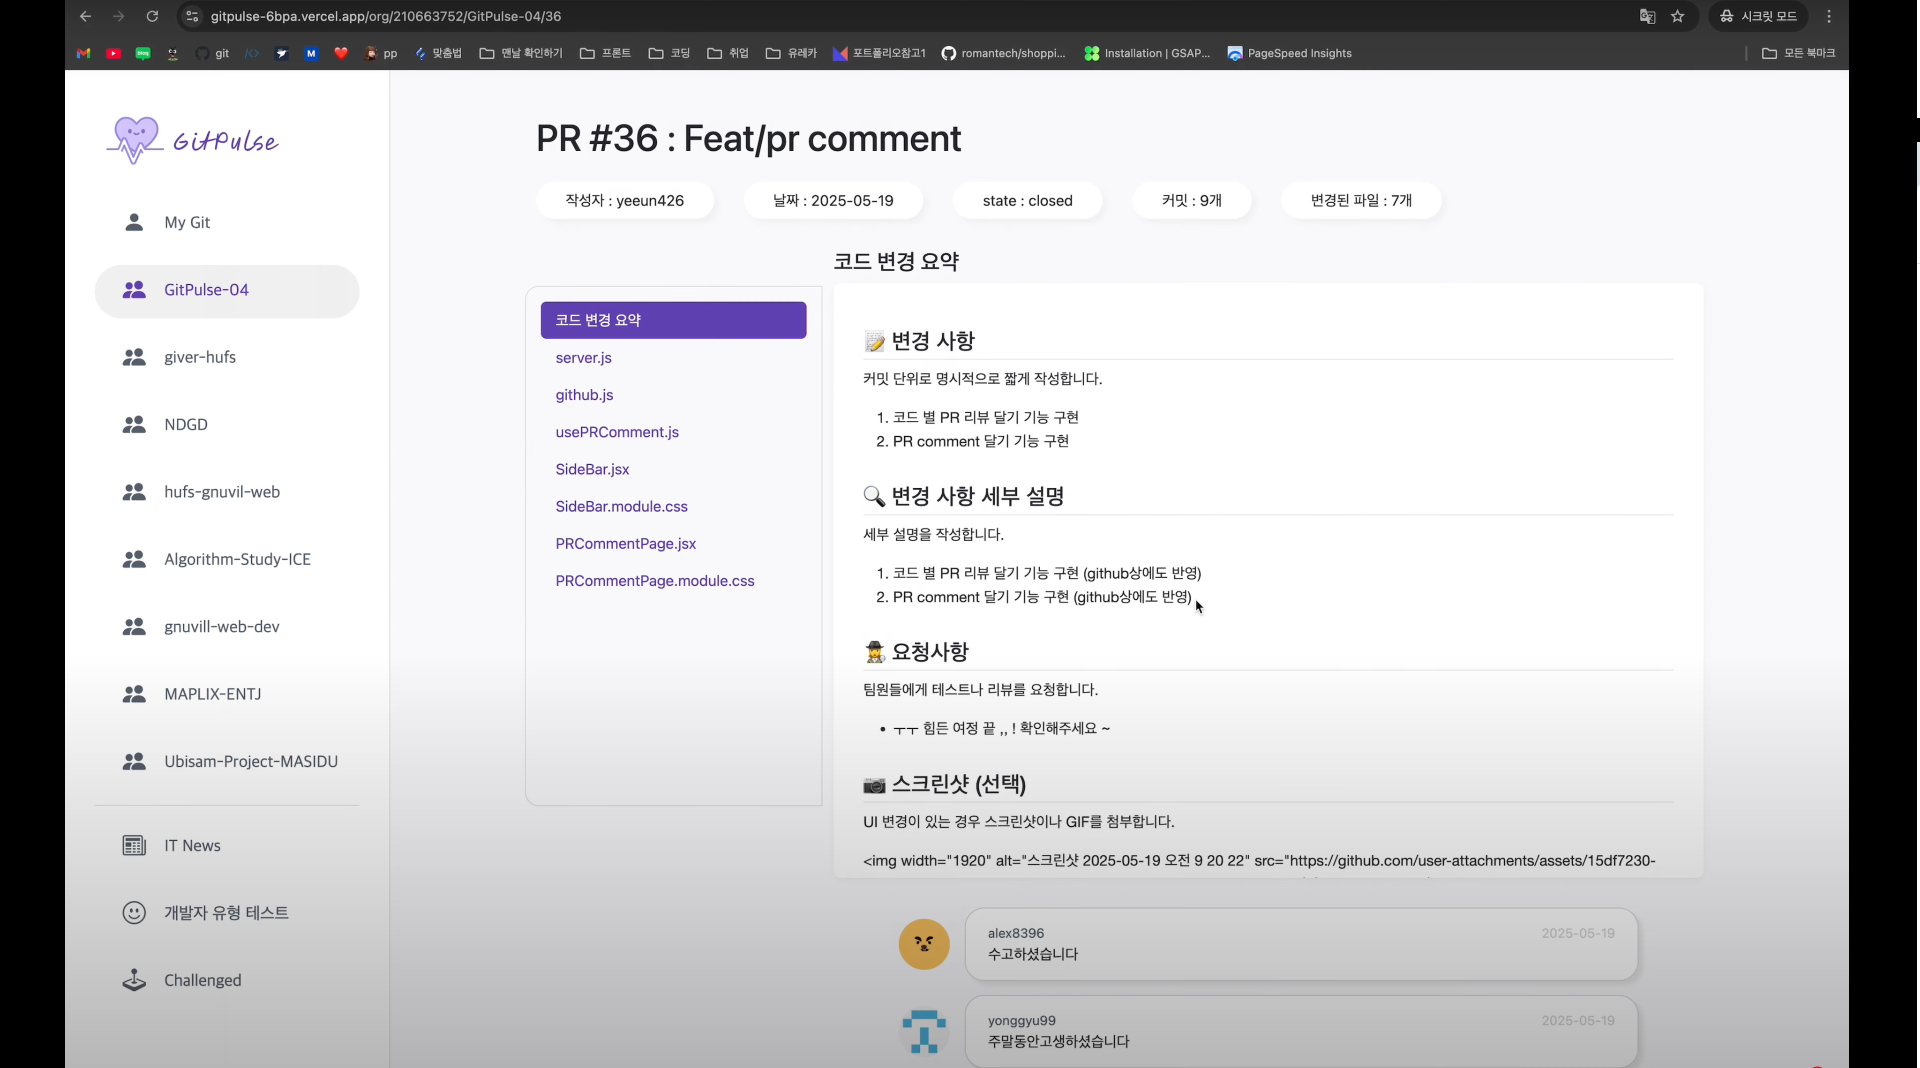 gitpulse-6bpa.vercel.app/org/210663752/GitPulse-04/36
시크릿 모드
git
pp
맞춤법
맨날 확인하기
프론트
코딩
취업
유레카
포트폴리오참고1
romantech/shoppi...
Installation | GSAP...
PageSpeed Insights
모든 북마크
GitPulse
My Git
GitPulse-04
giver-hufs
NDGD
hufs-gnuvil-web
Algorithm-Study-ICE
gnuvill-web-dev
MAPLIX-ENTJ
Ubisam-Project-MASIDU
IT News
개발자 유형 테스트
Challenged
PR #36 : Feat/pr comment
작성자 : yeeun426
날짜 : 2025-05-19
state : closed
커밋 : 9개
변경된 파일 : 7개
코드 변경 요약
코드 변경 요약
server.js
github.js
usePRComment.js
SideBar.jsx
SideBar.module.css
PRCommentPage.jsx
PRCommentPage.module.css
📝 변경 사항
커밋 단위로 명시적으로 짧게 작성합니다.
1. 코드 별 PR 리뷰 달기 기능 구현
2. PR comment 달기 기능 구현
🔍 변경 사항 세부 설명
세부 설명을 작성합니다.
1. 코드 별 PR 리뷰 달기 기능 구현 (github상에도 반영)
2. PR comment 달기 기능 구현 (github상에도 반영)
🕵️ 요청사항
팀원들에게 테스트나 리뷰를 요청합니다.
• ㅜㅜ 힘든 여정 끝 ,, ! 확인해주세요 ~
📷 스크린샷 (선택)
UI 변경이 있는 경우 스크린샷이나 GIF를 첨부합니다.
<img width="1920" alt="스크린샷 2025-05-19 오전 9 20 22" src="https://github.com/user-attachments/assets/15df7230-
alex8396
2025-05-19
수고하셨습니다
yonggyu99
2025-05-19
주말동안고생하셨습니다